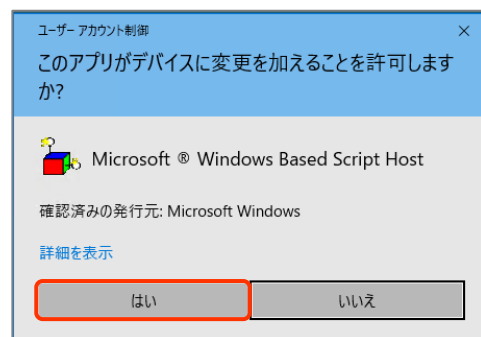 ユーザー アカウント制御
このアプリがデバイスに変更を加えることを許可します
か?
Microsoft ® Windows Based Script Host
確認済みの発行元: Microsoft Windows
詳細を表示
はい
いいえ